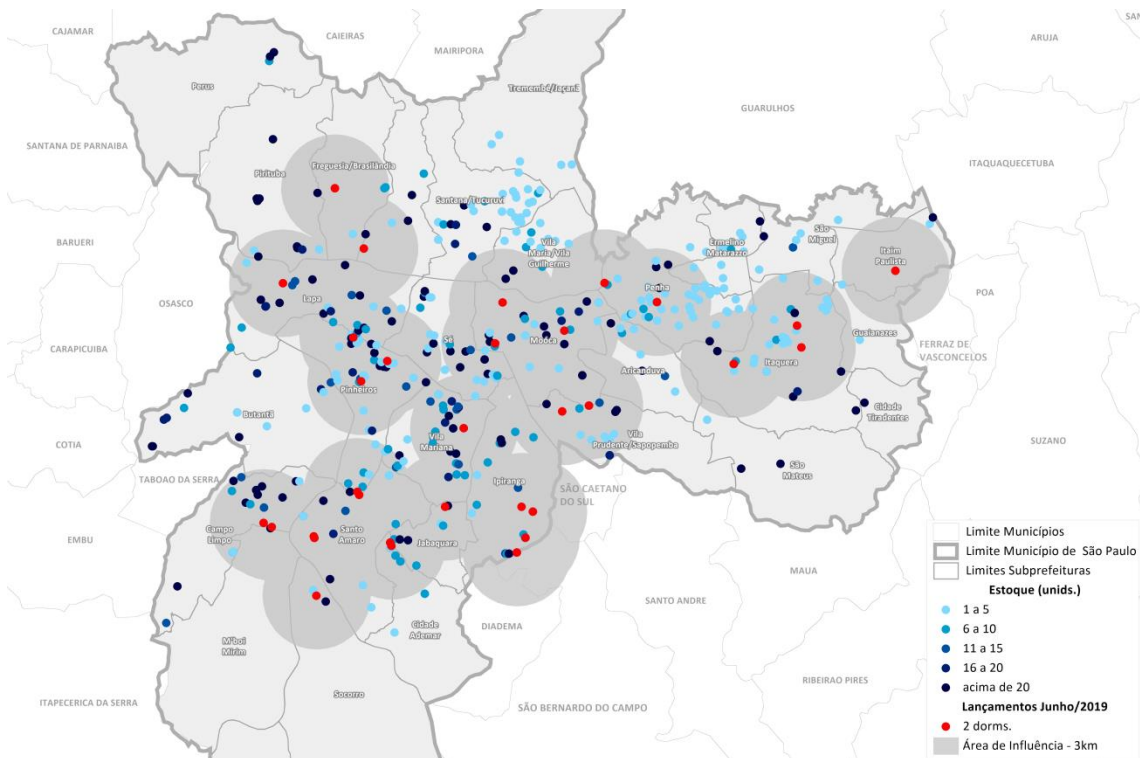 CAJAMAR
CAIEIRAS
MAIRIPORA
SAN
ARUJA
Perus
Tremembé/Jaçanã
GUARULHOS
SANTANA DE PARNAIBA
Freguesia/Brasilândia
Pirituba
ITAQUAQUECETUBA
Santana/Tucuruvi
São
Miguel
BARUERI
Vila
Maria/Vila
Guilherme
Ermelino
Matarazzo
Itaim
Paulista
OSASCO
Lapa
Penha
POA
Sé
Mooca
Guaianazes
FERRAZ DE
VASCONCELOS
CARAPICUIBA
Itaquera
Pinheiros
Aricanduva
Butantã
Cidade
Tiradentes
COTIA
Vila
Mariana
Vila
Prudente/Sapopemba
SUZANO
São
Mateus
TABOAO DA SERRA
Ipiranga
SÃO CAETANO
DO SUL
EMBU
Campo
Limpo
Santo
Amaro
Jabaquara
MAUA
SANTO ANDRE
M'boi
Mirim
Cidade
Ademar
DIADEMA
RIBEIRAO PIRES
ITAPECERICA DA SERRA
Socorro
SÃO BERNARDO DO CAMPO
Limite Municípios
Limite Município de São Paulo
Limites Subprefeituras
Estoque (unids.)
1 a 5
6 a 10
11 a 15
16 a 20
acima de 20
Lançamentos Junho/2019
2 dorms.
Área de Influência - 3km